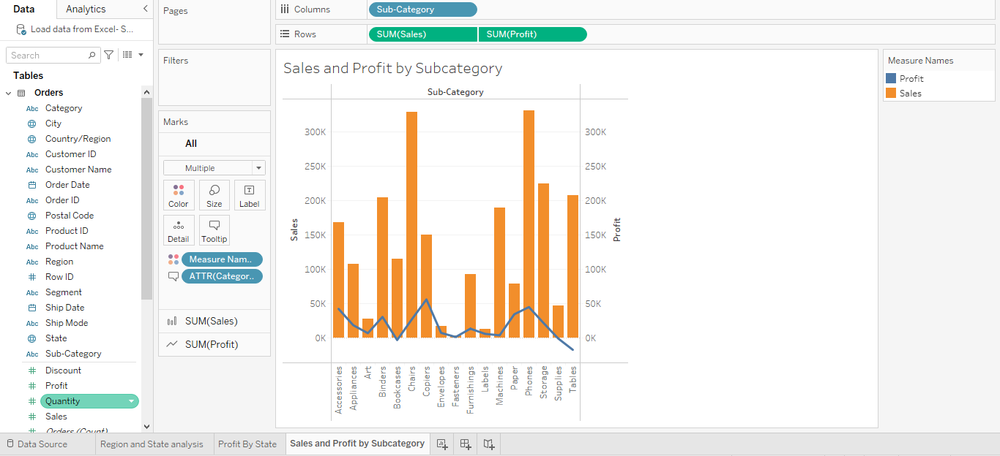 Data
Analytics
Load data from Excel- S...
Search
Tables
Orders
Abc Category
City
Country/Region
Abc Customer ID
Abc Customer Name
Order Date
Abc Order ID
Postal Code
Abc Product ID
Abc Product Name
Abc Region
Row ID
Abc Segment
Ship Date
Abc Ship Mode
State
Abc Sub-Category
Discount
Profit
Quantity
Sales
Orders (Count)
Pages
Filters
Marks
All
Multiple
Color
Size
T
Label
Detail
Tooltip
Measure Nam..
ATTR(Categor..
SUM(Sales)
SUM(Profit)
Columns
Sub-Category
Rows
SUM(Sales)
SUM(Profit)
Sales and Profit by Subcategory
Sub-Category
300K
250K
200K
150K
100K
50K
0K
Sales
300K
250K
200K
150K
100K
50K
0K
Profit
Accessories
Appliances
Art
Binders
Bookcases
Chairs
Copiers
Envelopes
Fasteners
Furnishings
Labels
Machines
Paper
Phones
Storage
Supplies
Tables
Measure Names
Profit
Sales
Data Source
Region and State analysis
Profit By State
Sales and Profit by Subcategory